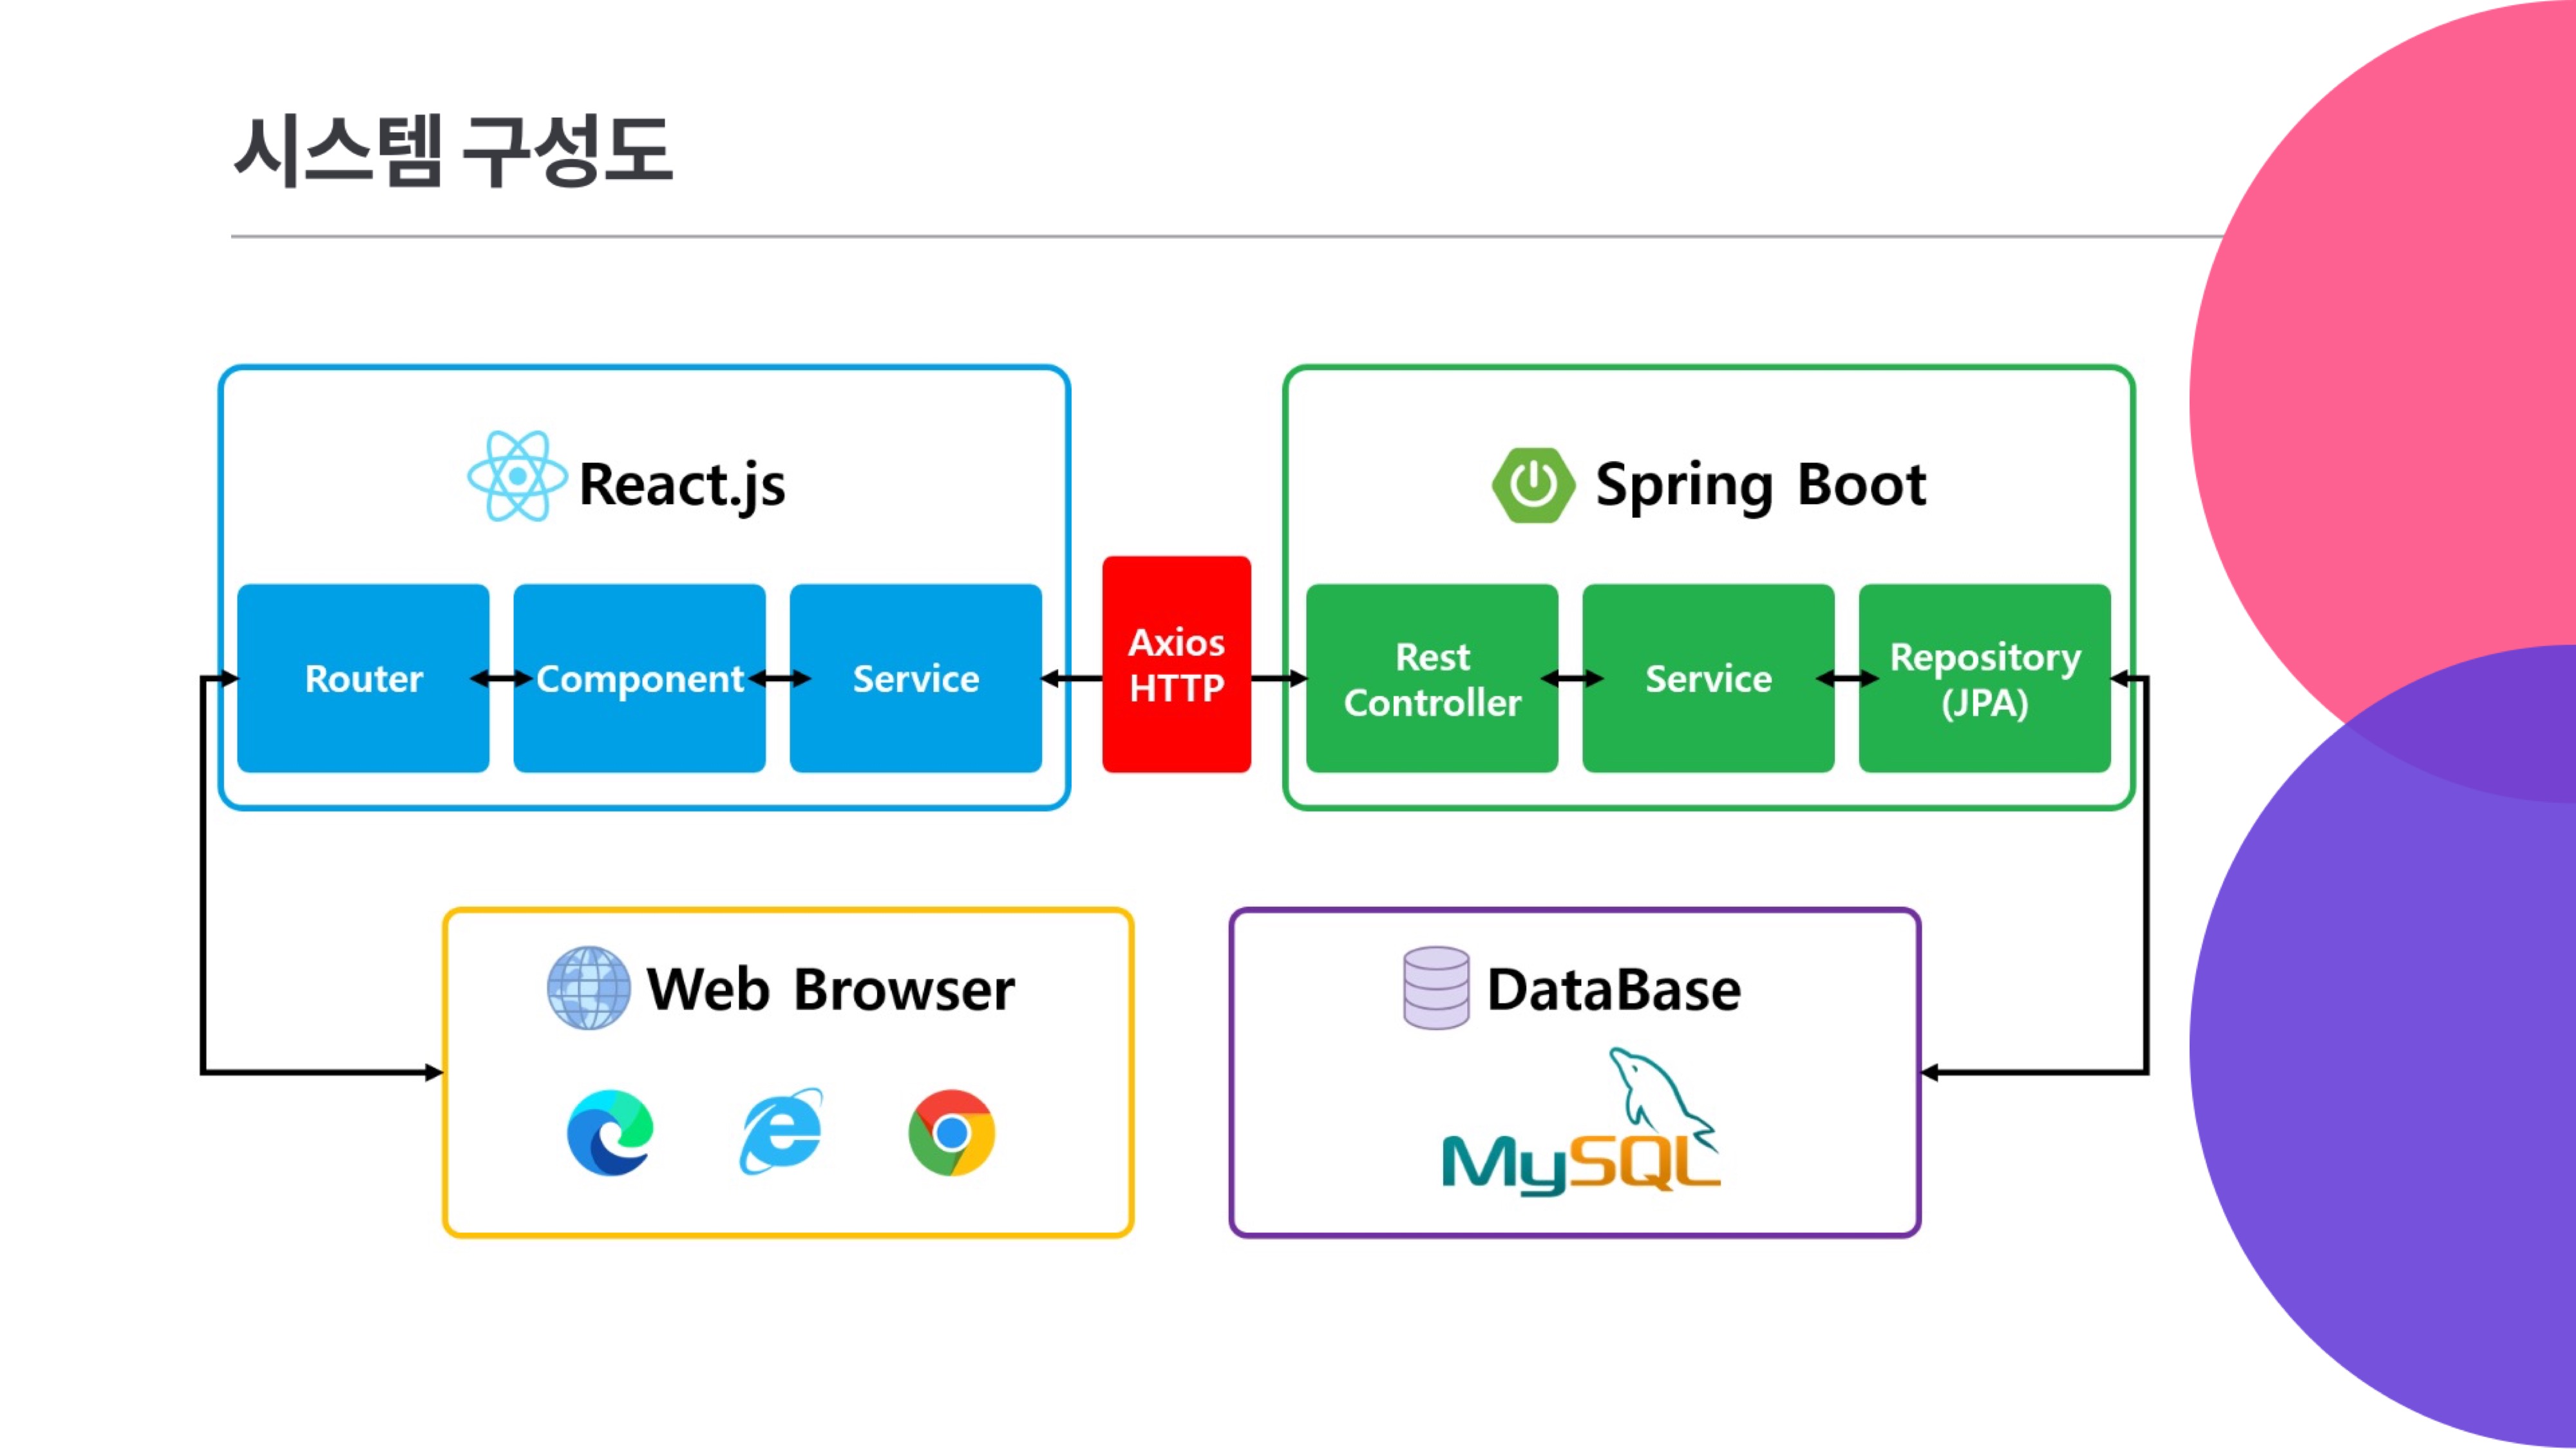 시스템 구성도
React.js
Router
Component
Service
Axios
HTTP
Spring Boot
Rest
Controller
Service
Repository
(JPA)
Web Browser
DataBase
MySQL